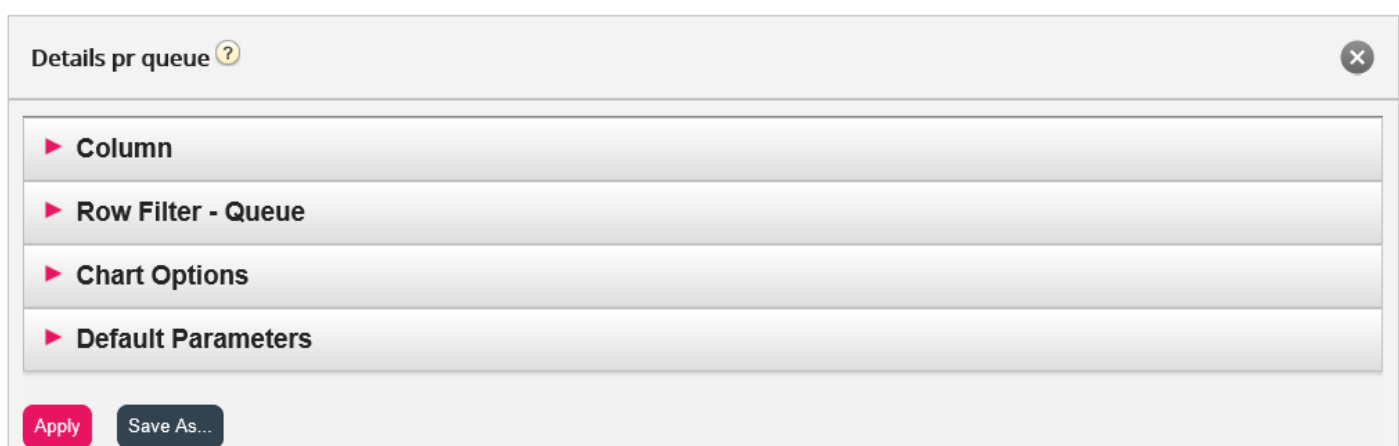 Details pr queue ?
Column
Row Filter - Queue
Chart Options
Default Parameters
Apply Save As...